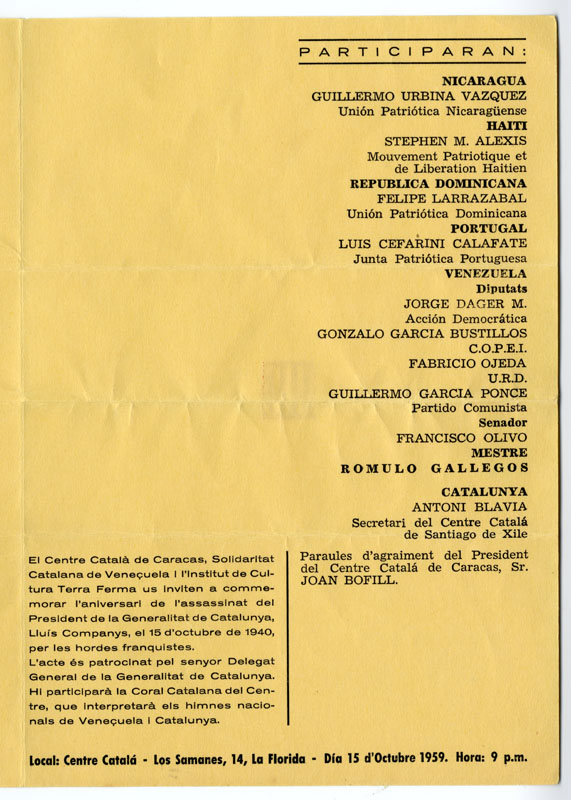 PARTICIPARAN:
NICARAGUA
GUILLERMO URBINA VAZQUEZ
Unión Patriótica Nicaragüense
HAITI
STEPHEN M. ALEXIS
Mouvement Patriotique et
de Liberation Haitien
REPUBLICA DOMINICANA
FELIPE LARRAZABAL
Unión Patriótica Dominicana
PORTUGAL
LUIS CEFARINI CALAFATE
Junta Patriótica Portuguesa
VENEZUELA
Diputats
JORGE DAGER M.
Acción Democrática
GONZALO GARCIA BUSTILLOS
C.O.P.E.I.
FABRICIO OJEDA
U.R.D.
GUILLERMO GARCIA PONCE
Partido Comunista
Senador
FRANCISCO OLIVO
MESTRE
ROMULO GALLEGOS
CATALUNYA
ANTONI BLAVIA
Secretari del Centre Catalá
de Santiago de Xile
Paraules d'agraiment del President
del Centre Catalá de Caracas, Sr.
JOAN BOFILL.
El Centre Català de Caracas, Solidaritat
Catalana de Veneçuela i l'Institut de Cul-
tura Terra Ferma us inviten a comme-
morar l'aniversari de l'assassinat del
President de la Generalitat de Catalunya,
Lluís Companys, el 15 d'octubre de 1940,
per les hordes franquistes.
L'acte és patrocinat pel senyor Delegat
General de la Generalitat de Catalunya.
Hi participarà la Coral Catalana del Cen-
tre, que interpretarà els himnes nacio-
nals de Veneçuela i Catalunya.
Local: Centre Catalá - Los Samanes, 14, La Florida - Día 15 d'Octubre 1959. Hora: 9 p.m.